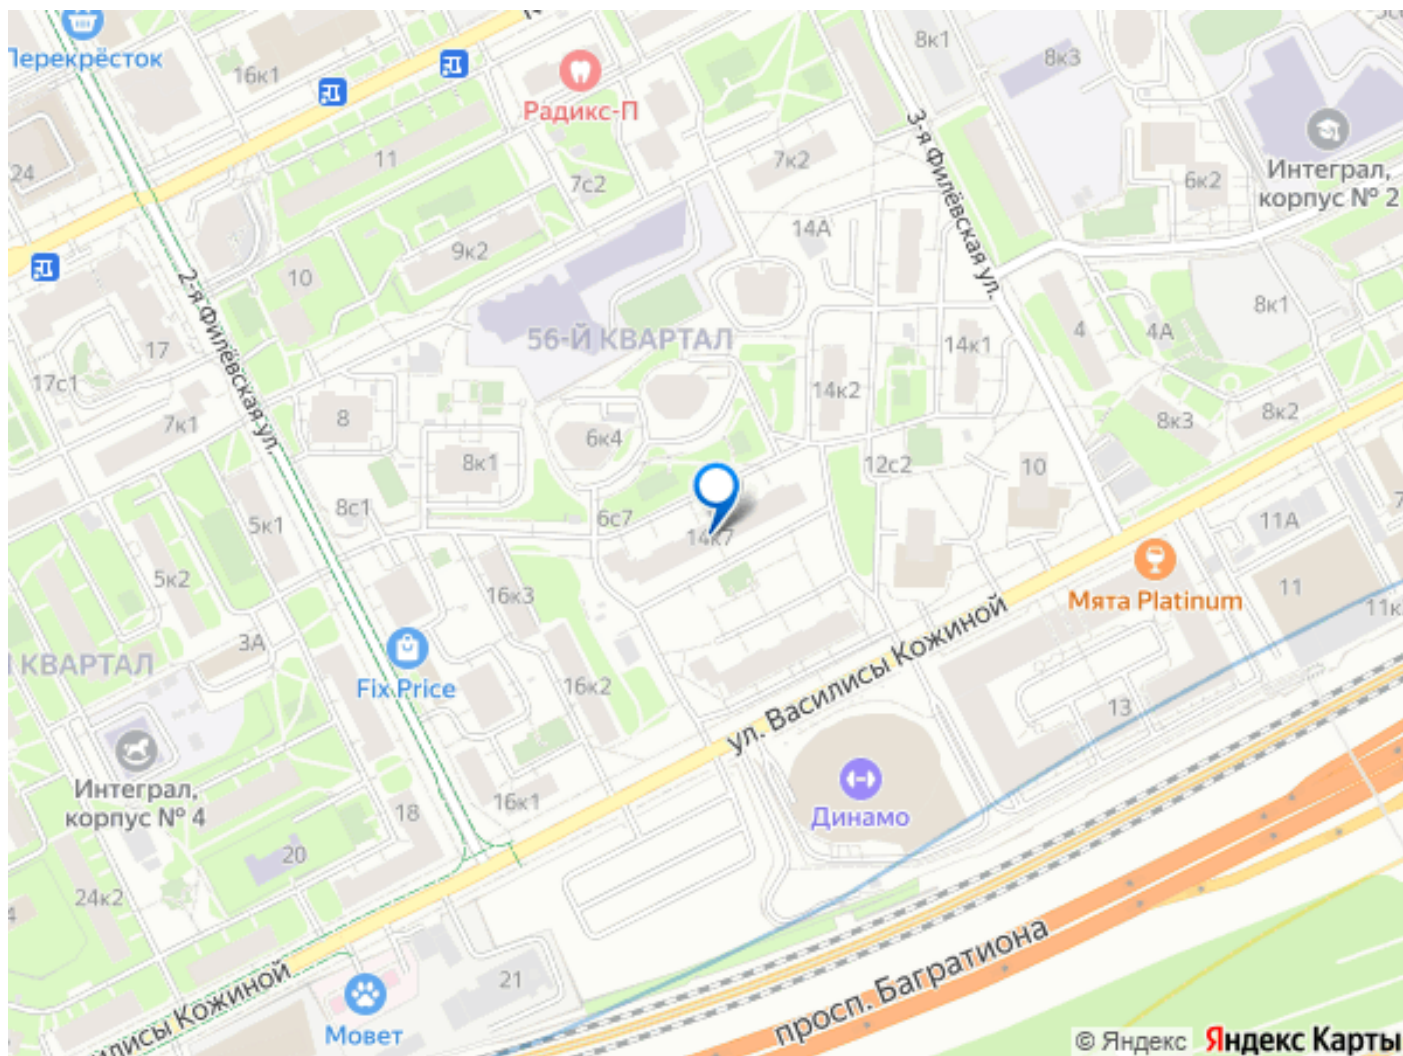 Перекрёсток
16к1
Радикс-П
8к1
8к3
24
11
7с2
7к2
3-я Филёвская ул.
Интеграл,
корпус № 2
6к2
14А
9к2
10
2-я Филёвская ул.
56-Й КВАРТАЛ
17
17с1
7к1
8
8к1
6к4
14к2
14к1
4
4А
8к1
8к3
8к2
12с2
10
5к1
8с1
6с7
14к7
11А
11
Мята Platinum
5к2
16к3
3А
Й КВАРТАЛ
Fix Price
16к2
ул. Василисы Кожиной
13
Интеграл,
корпус № 4
18
16к1
Динамо
20
24к2
4
21
просп. Багратиона
Мовет
© Яндекс Яндекс Карты